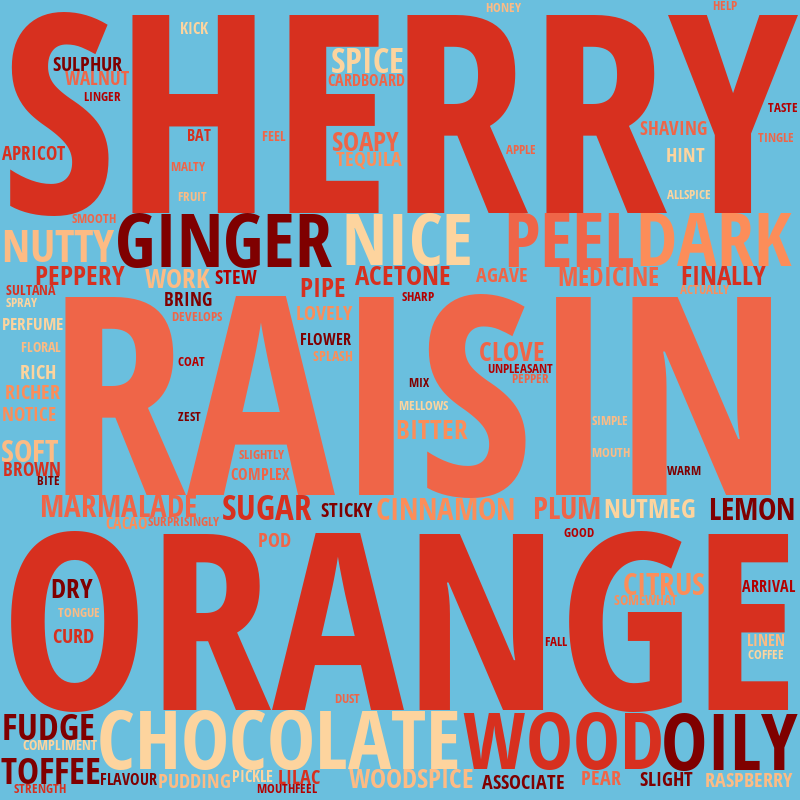 HONEY HELP
SHERRY
KICK
SULPHUR SPICE
WALNUT CARDBOARD
LINGER TASTE
BAT FEEL SOAPY SHAVING TINGLE
APRICOT TEQUILA APPLE HINT
MALTY
FRUIT ALLSPICE
SMOOTH
NUTTY GINGER NICE PEEL DARK
PEPPERY WORK STEW PIPE ACETONE AGAVE MEDICINE FINALLY
SULTANA BRING SHARP
SPRAY
RAISIN
PERFUME DEVELOPS LOVELY
FLORAL FLOWER
COAT SPLASH CLOVE
RICH UNPLEASANT
RICHER MIX PEPPER
NOTICE ZEST MELLOWS
BITTER SIMPLE
SOFT SLIGHTLY MOUTH
BROWN COMPLEX WARM
BITE
MARMALADE SUGAR STICKY CINNAMON PLUM NUTMEG LEMON
CACAO SURPRISINGLY
ORANGE
POD GOOD
DRY CITRUS ARRIVAL
TONGUE
CURD FALL LINEN
COFFEE
DUST
FUDGE CHOCOLATE WOOD OILY
COMPLIMENT
TOFFEE FLAVOUR PUDDING PICKLE LILAC WOODSPICE ASSOCIATE PEAR SLIGHT RASPBERRY
STRENGTH MOUTHFEEL